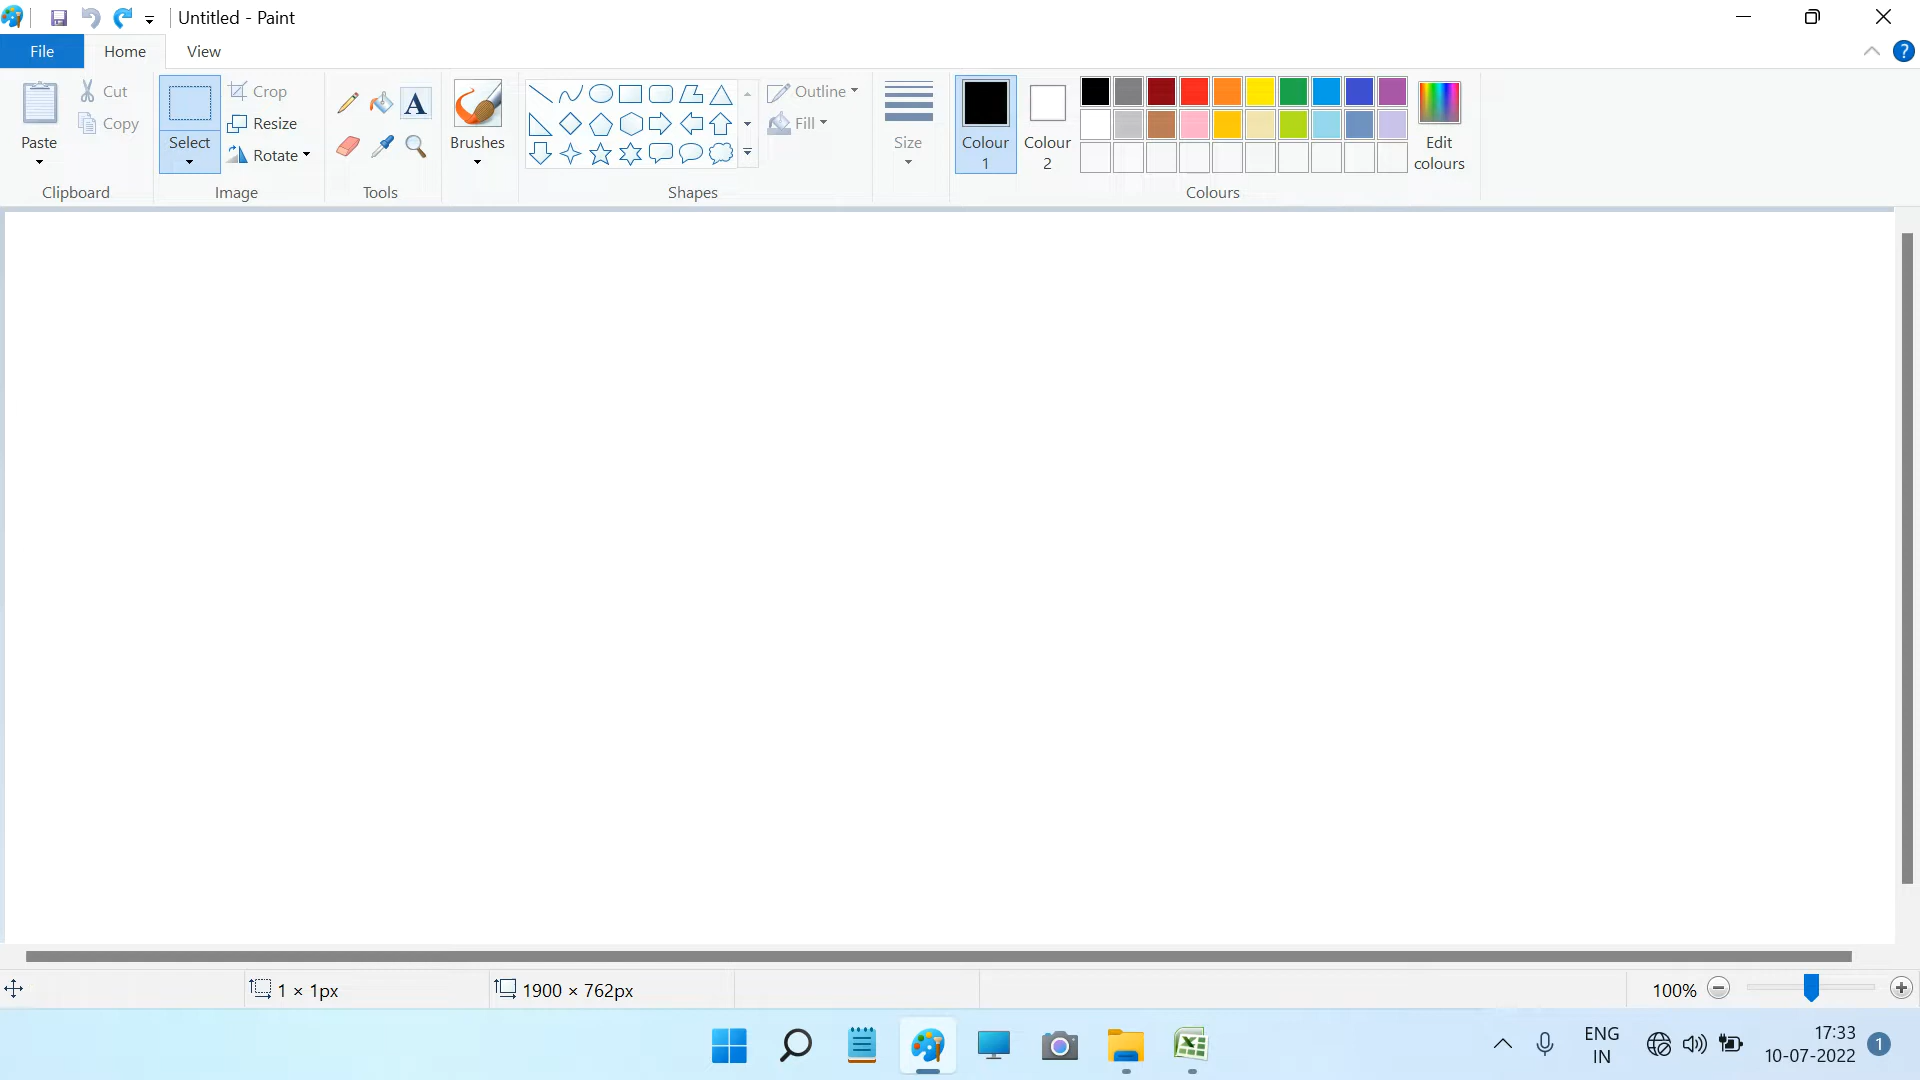 Untitled - Paint
File Home View
Paste
Cut
Copy
Clipboard
Select
Crop
Resize
Rotate
Image
A
Tools
Brushes
Shapes
Outline
Fill
Size
Colour
1
Colour
2
Edit
colours
Colours
1 × 1px
1900 × 762px
100%
ENG
IN
17:33
10-07-2022
1